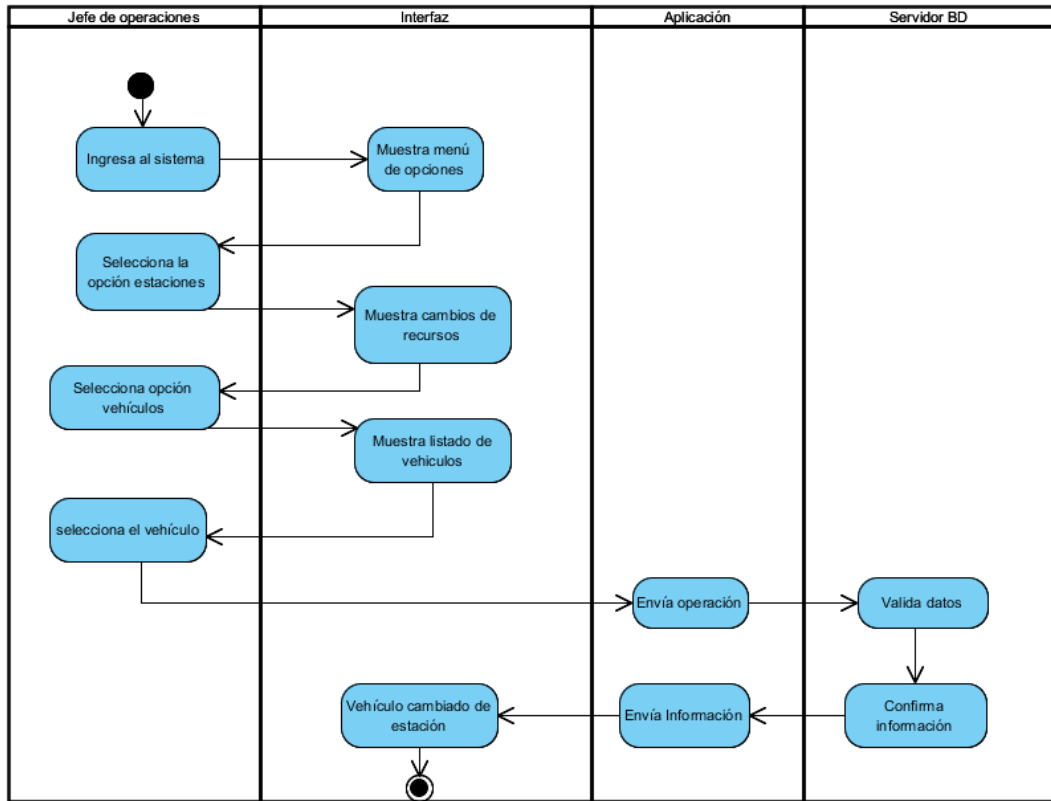 Jefe de operaciones
Interfaz
Aplicación
Servidor BD
Ingresa al sistema
Muestra menú
de opciones
Selecciona la
opción estaciones
Muestra cambios de
recursos
Selecciona opción
vehículos
Muestra listado de
vehiculos
selecciona el vehículo
Envía operación
Valida datos
Vehículo cambiado de
estación
Envía Información
Confirma
información